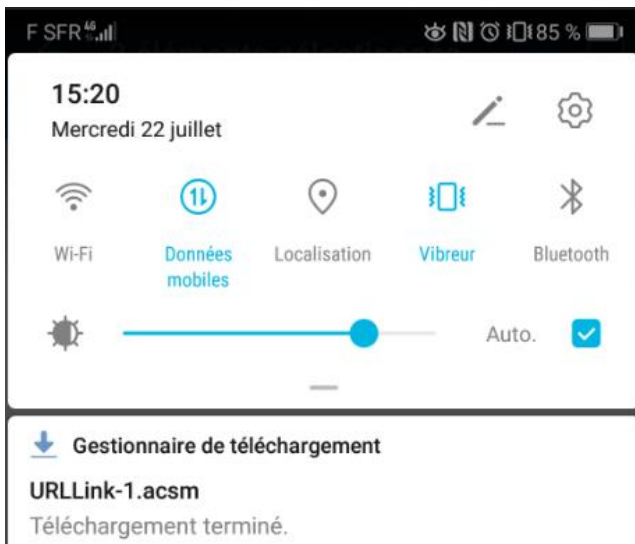 F SFR 4G 85 %
15:20
Mercredi 22 juillet
Wi-Fi Données mobiles Localisation Vibreur Bluetooth
Auto.
Gestionnaire de téléchargement
URLLink-1.acsm
Téléchargement terminé.